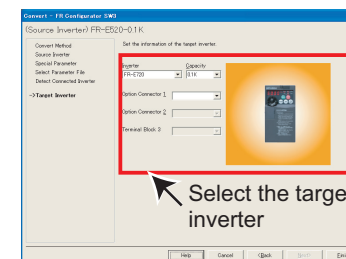 Convert - FR Configurator SW3
(Source Inverter) FR-E520-0.1K
Convert Method
Source Inverter
Special Parameter
Select Parameter File
Detect Connected Inverter
->Target Inverter
Set the information of the target inverter.
Inverter
Capacity
FR-E720
0.1K
Option Connector 1
Option Connector 2
Terminal Block 3
Select the targe
inverter
Help
Cancel
<Back
Next>